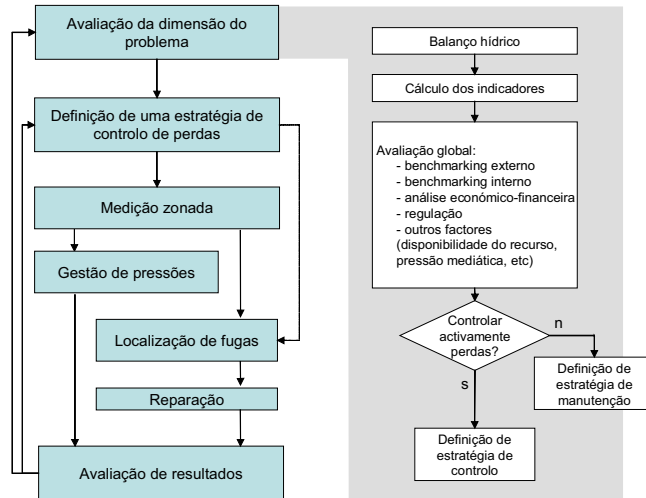 Avaliação da dimensão do
problema
Definição de uma estratégia de
controlo de perdas
Medição zonada
Gestão de pressões
Localização de fugas
Reparação
Avaliação de resultados
Balanço hídrico
Cálculo dos indicadores
Avaliação global:
- benchmarking externo
- benchmarking interno
- análise económico-financeira
- regulação
- outros factores
(disponibilidade do recurso,
pressão mediática, etc)
Controlar
activamente
perdas?
n
s
Definição de
estratégia de
manutenção
Definição de
estratégia de
controlo